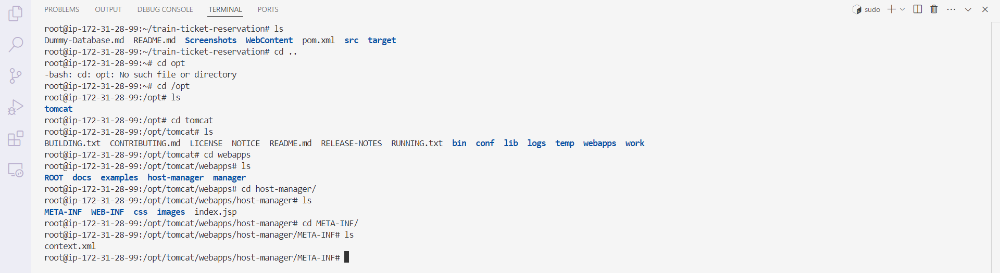 PROBLEMS OUTPUT DEBUG CONSOLE TERMINAL PORTS sudo
root@ip-172-31-28-99:~/train-ticket-reservation# ls
Dummy-Database.md README.md Screenshots WebContent pom.xml src target
root@ip-172-31-28-99:~/train-ticket-reservation# cd ..
root@ip-172-31-28-99:~# cd opt
-bash: cd: opt: No such file or directory
root@ip-172-31-28-99:~# cd /opt
root@ip-172-31-28-99:/opt# ls
tomcat
root@ip-172-31-28-99:/opt# cd tomcat
root@ip-172-31-28-99:/opt/tomcat# ls
BUILDING.txt CONTRIBUTING.md LICENSE NOTICE README.md RELEASE-NOTES RUNNING.txt bin conf lib logs temp webapps work
root@ip-172-31-28-99:/opt/tomcat# cd webapps
root@ip-172-31-28-99:/opt/tomcat/webapps# ls
ROOT docs examples host-manager manager
root@ip-172-31-28-99:/opt/tomcat/webapps# cd host-manager/
root@ip-172-31-28-99:/opt/tomcat/webapps/host-manager# ls
META-INF WEB-INF css images index.jsp
root@ip-172-31-28-99:/opt/tomcat/webapps/host-manager# cd META-INF/
root@ip-172-31-28-99:/opt/tomcat/webapps/host-manager/META-INF# ls
context.xml
root@ip-172-31-28-99:/opt/tomcat/webapps/host-manager/META-INF#